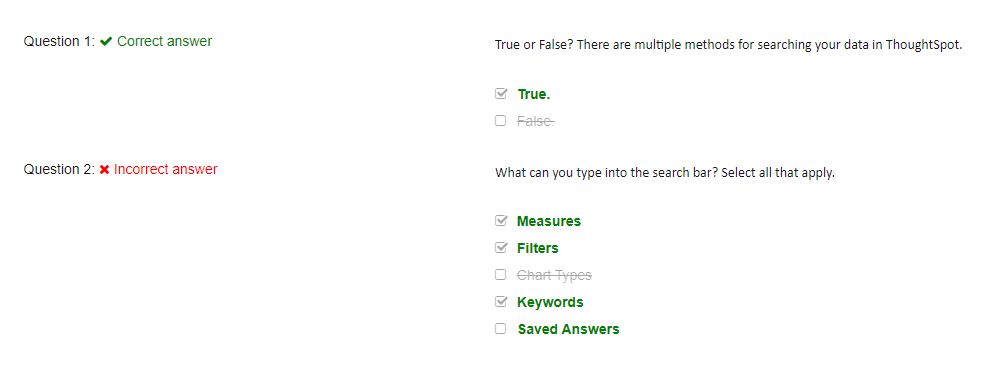 Question 1: ✔ Correct answer
True or False? There are multiple methods for searching your data in ThoughtSpot.
True.
False.
Question 2: ✖ Incorrect answer
What can you type into the search bar? Select all that apply.
Measures
Filters
Chart Types
Keywords
Saved Answers